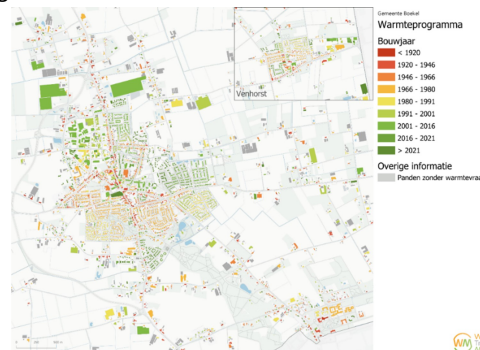 Gemeente Boekel
Warmteprogramma
Bouwjaar
< 1920
1920 - 1946
1946 - 1966
1966 - 1980
1980 - 1991
1991 - 2001
2001 - 2016
2016 - 2021
> 2021
Overige informatie
Panden zonder warmtevraa
Venhorst